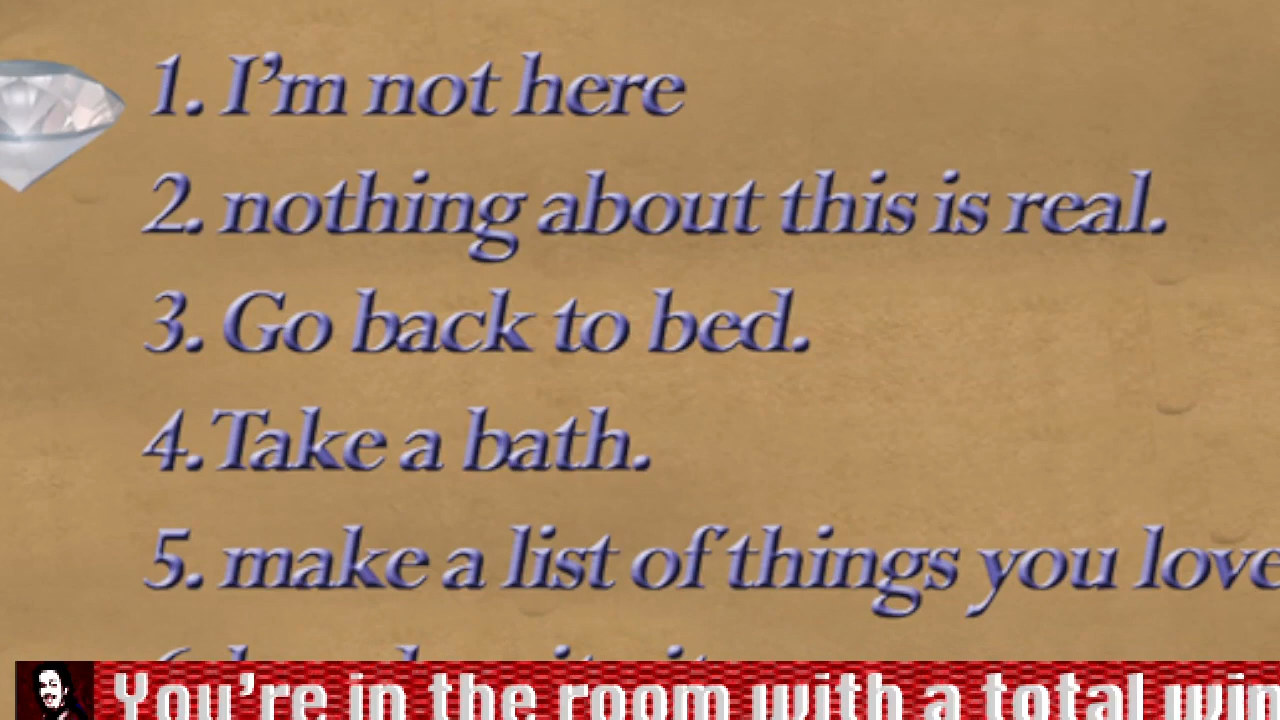 1. I'm not here
2. nothing about this is real.
3. Go back to bed.
4. Take a bath.
5. make a list of things you love
You're in the room with a total